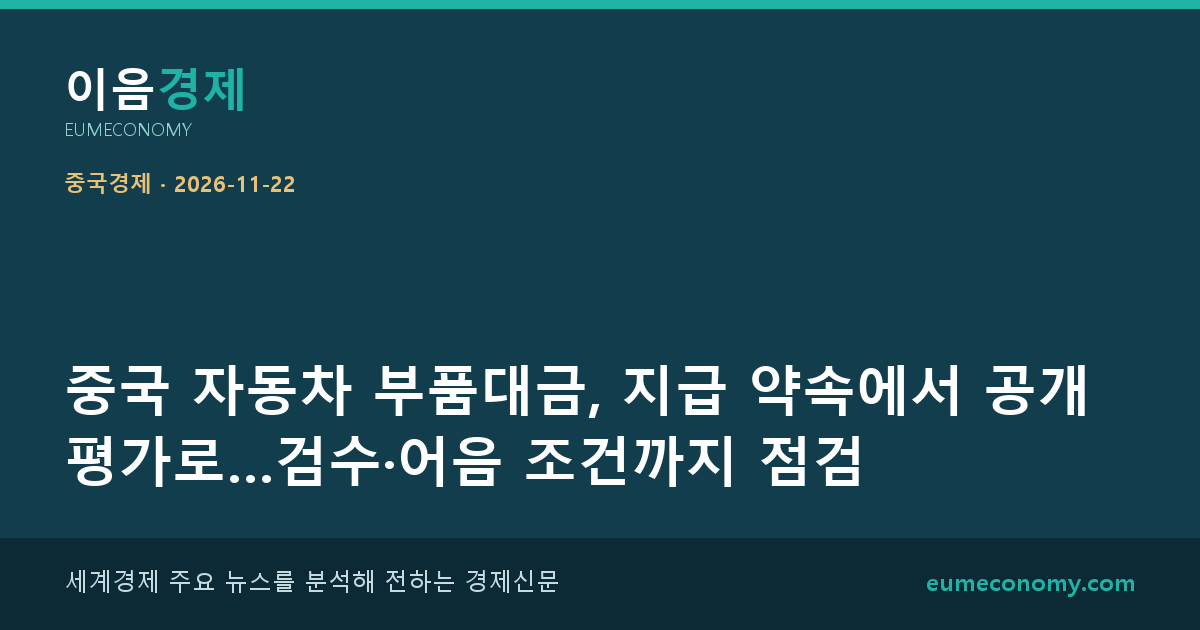 이음경제
EUMECONOMY
중국경제 · 2026-11-22
중국 자동차 부품대금, 지급 약속에서 공개
평가로…검수·어음 조건까지 점검
세계경제 주요 뉴스를 분석해 전하는 경제신문
eumeconomy.com